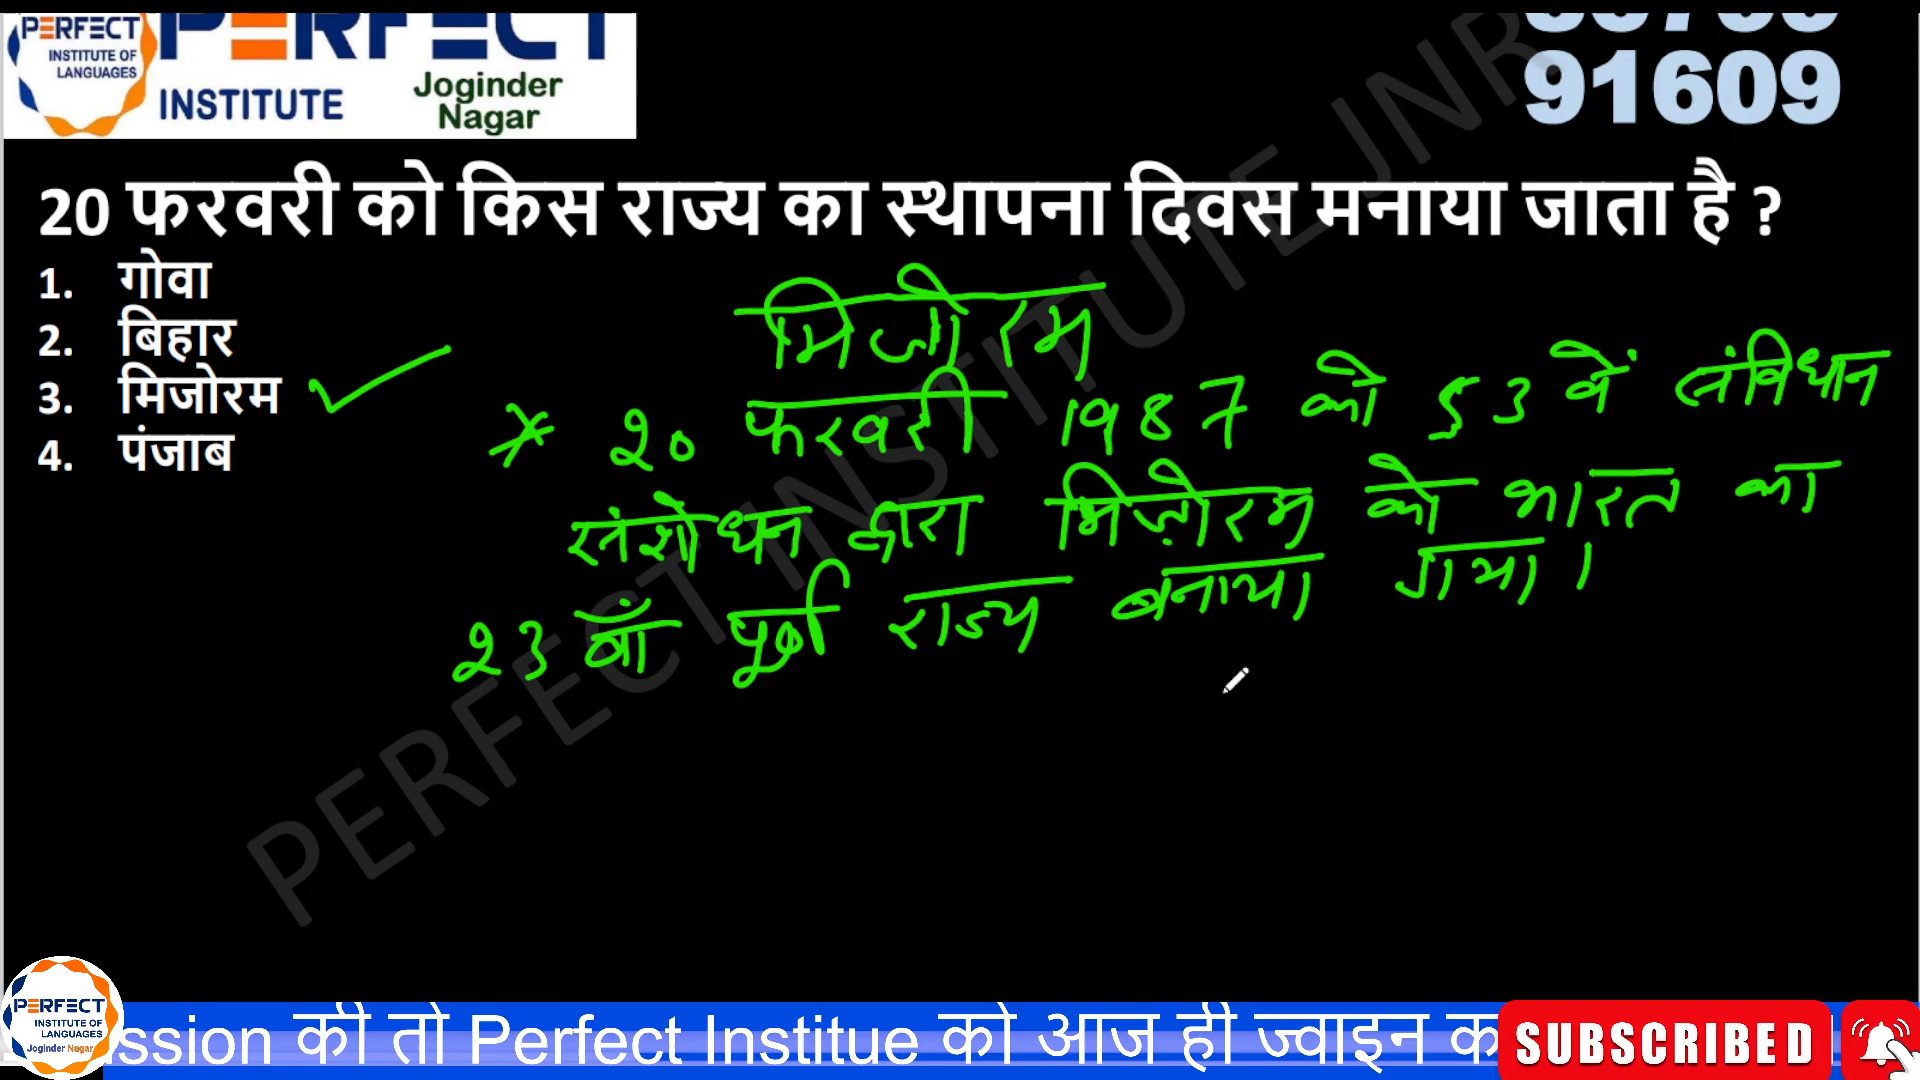 PERFECT
INSTITUTE OF
LANGUAGES
PERFECT
INSTITUTE
Joginder
Nagar
91609
20 फरवरी को किस राज्य का स्थापना दिवस मनाया जाता है ?
1. गोवा
2. बिहार
3. मिजोरम
4. पंजाब
मिजोरम
* 20 फरवरी 1987 को 53 वें संविधान
संशोधन द्वारा मिज़ोरम को भारत का
23 वाँ पूर्ण राज्य बनाया गया।
PERFECT INSTITUTE JNR
PERFECT
INSTITUTE OF
LANGUAGES
Joginder Nagar
ssion की तो Perfect Institue को आज ही ज्वाइन क
SUBSCRIBED